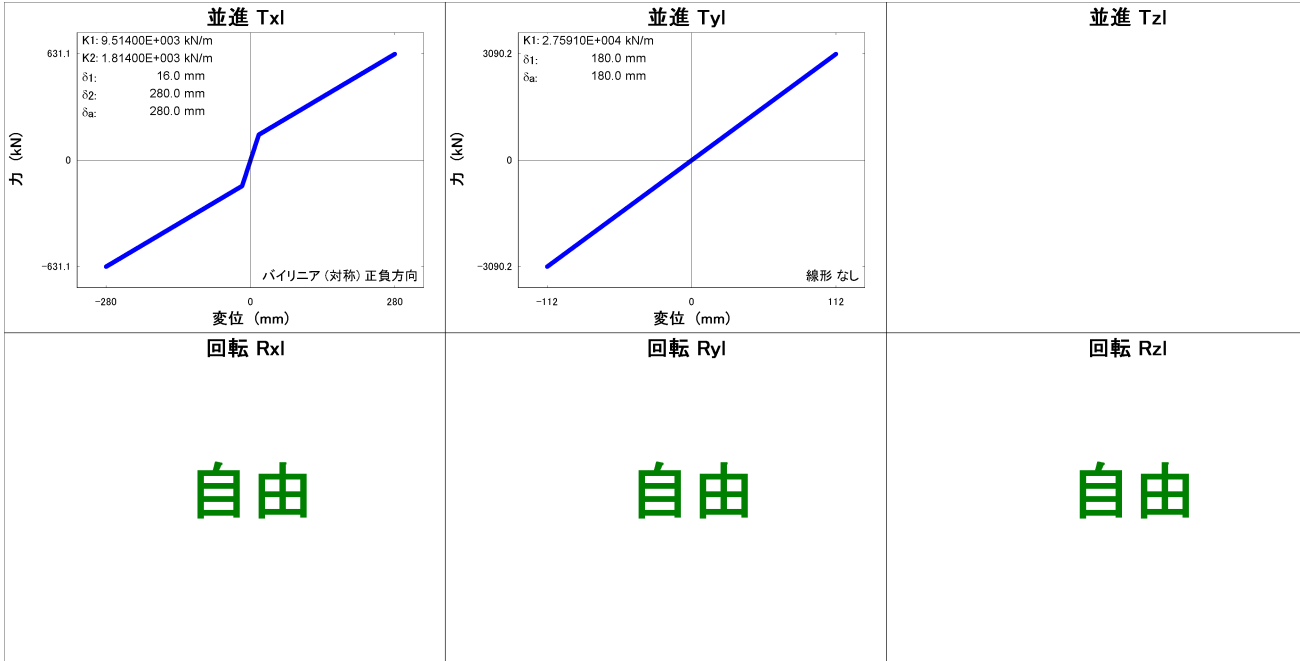 並進 Txl
K1: 9.51400E+003 kN/m
K2: 1.81400E+003 kN/m
δ1: 16.0 mm
δ2: 280.0 mm
δa: 280.0 mm
631.1
0
-631.1
力 (kN)
バイリニア (対称) 正負方向
-280 0 280
変位 (mm)
並進 Tyl
K1: 2.75910E+004 kN/m
δ1: 180.0 mm
δa: 180.0 mm
3090.2
0
-3090.2
力 (kN)
線形 なし
-112 0 112
変位 (mm)
並進 Tzl
回転 Rxl
自由
回転 Ryl
自由
回転 Rzl
自由